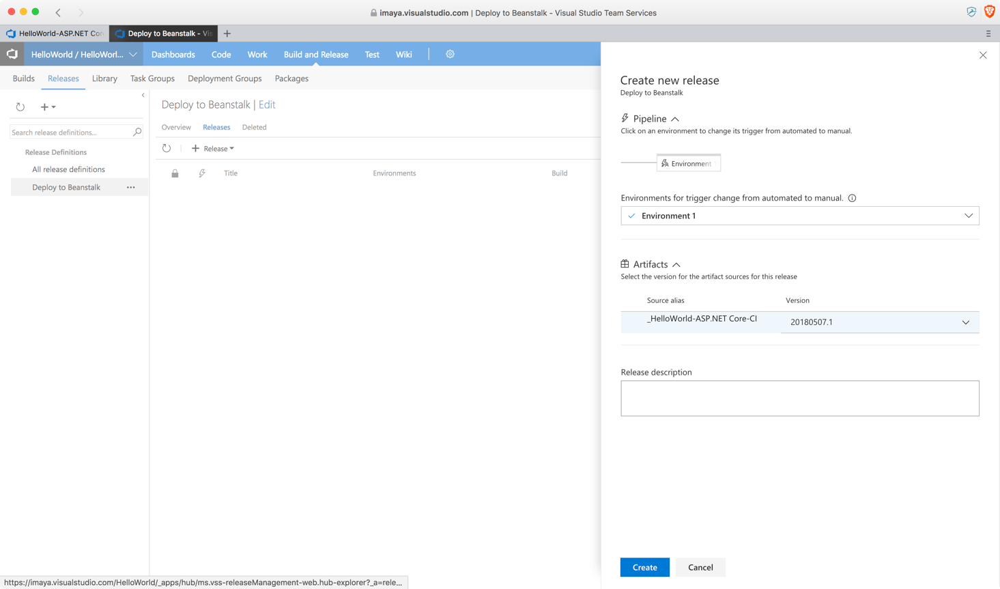 imaya.visualstudio.com | Deploy to Beanstalk - Visual Studio Team Services
HelloWorld-ASP.NET Cor
Deploy to Beanstalk - Vis
HelloWorld / HelloWorl...
Dashboards
Code
Work
Build and Release
Test
Wiki
Builds
Releases
Library
Task Groups
Deployment Groups
Packages
Search release definitions...
Release Definitions
All release definitions
Deploy to Beanstalk
Deploy to Beanstalk | Edit
Overview
Releases
Deleted
Release
Title
Environments
Build
Create new release
Deploy to Beanstalk
Pipeline
Click on an environment to change its trigger from automated to manual.
Environment
Environments for trigger change from automated to manual.
Environment 1
Artifacts
Select the version for the artifact sources for this release
Source alias
Version
_HelloWorld-ASP.NET Core-CI
20180507.1
Release description
Create
Cancel
https://imaya.visualstudio.com/HelloWorld/_apps/hub/ms.vss-releaseManagement-web.hub-explorer?_a=rele...